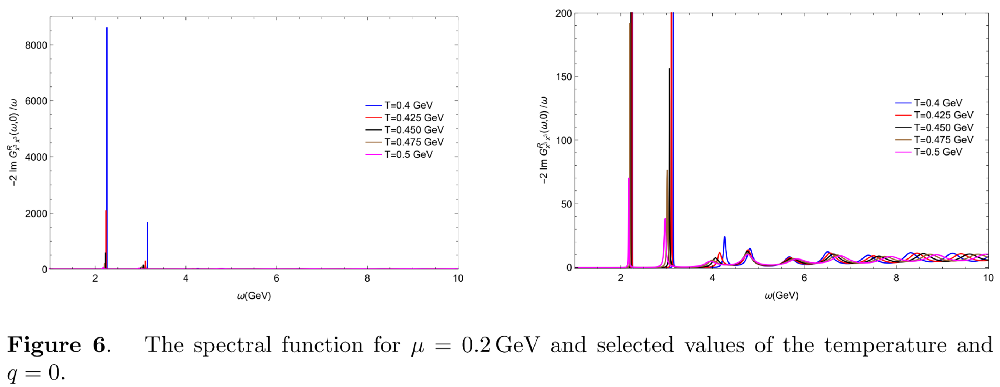 8000
6000
4000
2000
0
2 4 6 8 10
−2 Im G^R_{x^3 x^3}(ω,0) /ω
ω(GeV)
T=0.4 GeV
T=0.425 GeV
T=0.450 GeV
T=0.475 GeV
T=0.5 GeV
200
150
100
50
0
2 4 6 8 10
−2 Im G^R_{x^3 x^3}(ω,0) /ω
ω(GeV)
T=0.4 GeV
T=0.425 GeV
T=0.450 GeV
T=0.475 GeV
T=0.5 GeV
Figure 6. The spectral function for μ = 0.2 GeV and selected values of the temperature and
q = 0.